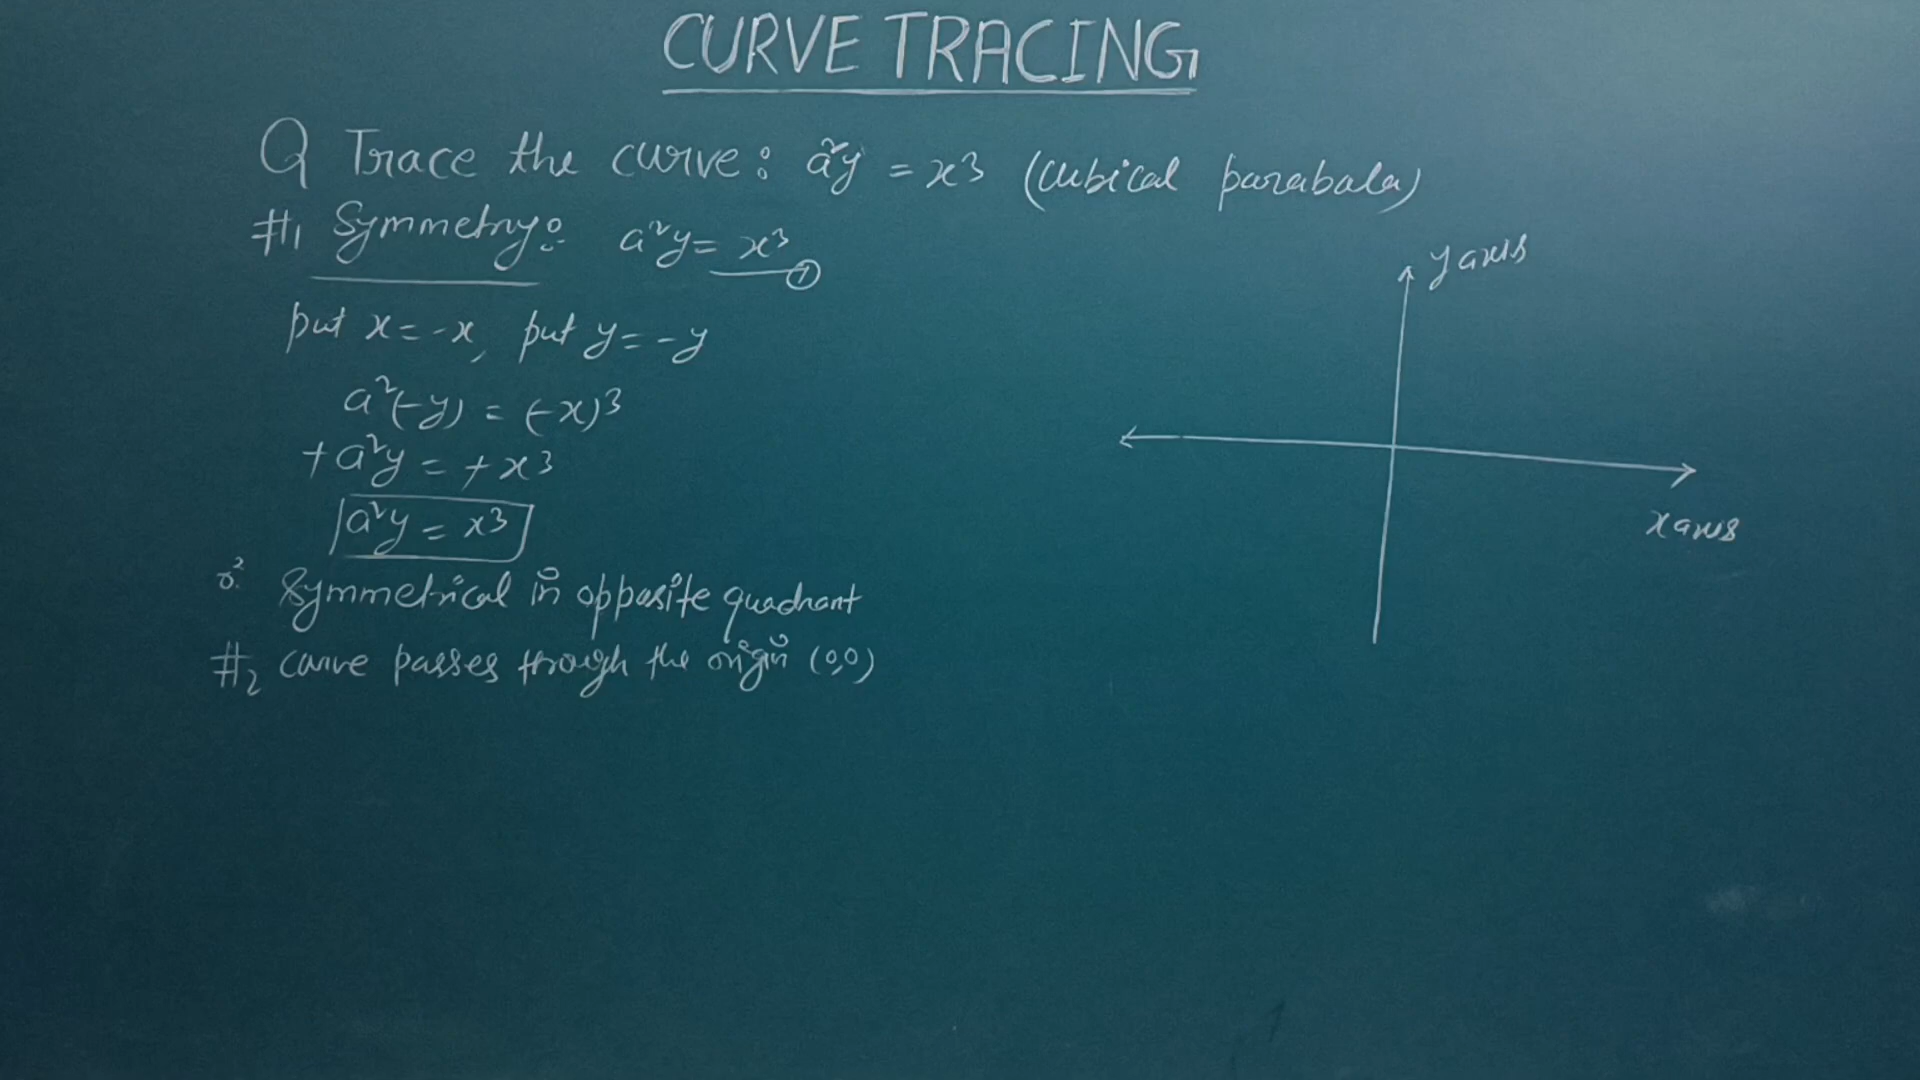 CURVE TRACING
Q Trace the curve: a²y = x³ (cubical parabala)
#1 Symmetry: a²y = x³ ①
put x = -x, put y = -y
a²(-y) = (-x)³
+a²y = +x³
a²y = x³
Symmetrical in opposite quadrant
#2 curve passes through the origin (0,0)
y axis
x axis